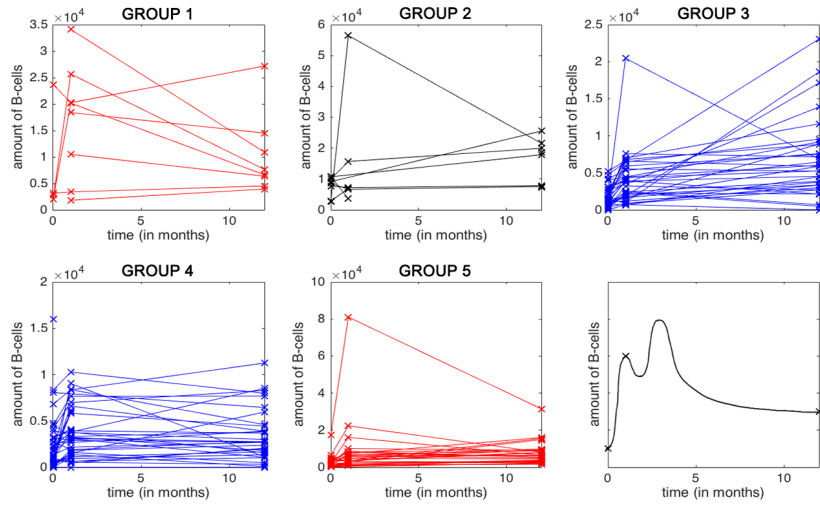 GROUP 1
×10⁴
3.5
3
2.5
2
1.5
1
0.5
0
0 5 10
amount of B-cells
time (in months)
GROUP 2
×10⁴
6
5
4
3
2
1
0
0 5 10
amount of B-cells
time (in months)
GROUP 3
×10⁴
2.5
2
1.5
1
0.5
0
0 5 10
amount of B-cells
time (in months)
GROUP 4
×10⁴
2
1.5
1
0.5
0
0 5 10
amount of B-cells
time (in months)
GROUP 5
×10⁴
10
8
6
4
2
0
0 5 10
amount of B-cells
time (in months)
0 5 10
amount of B-cells
time (in months)